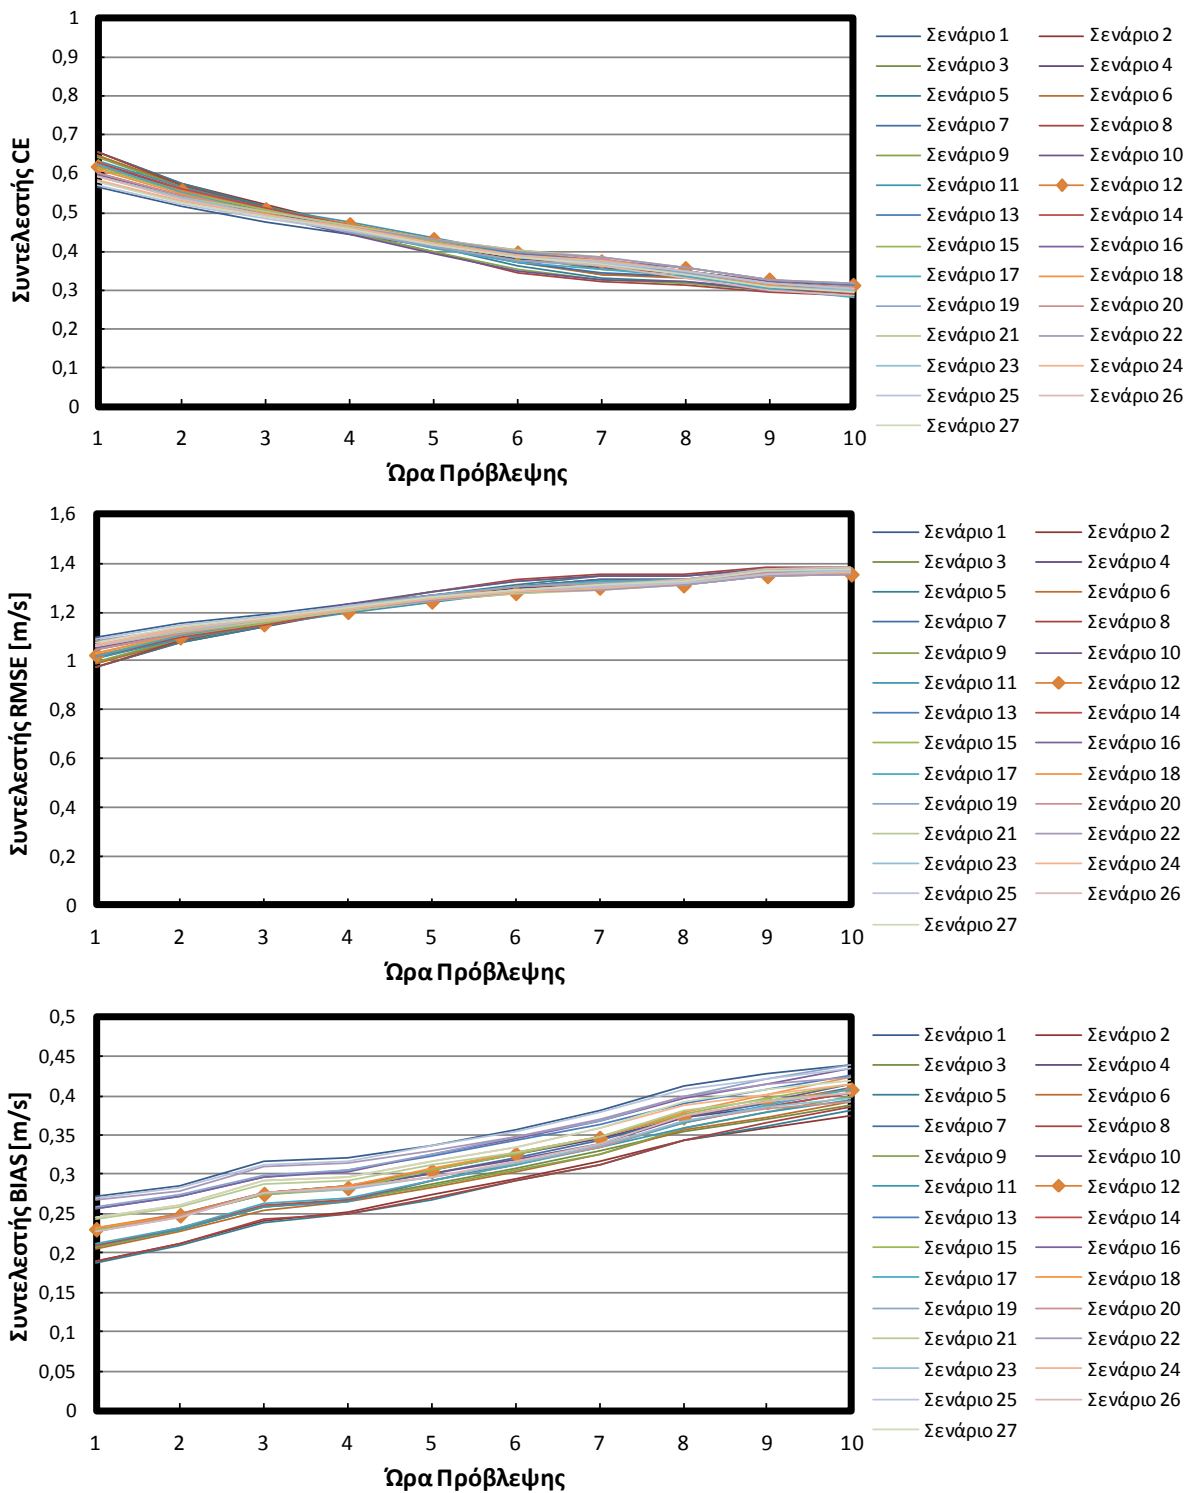 1
0,9
0,8
0,7
0,6
0,5
0,4
0,3
0,2
0,1
0
Συντελεστής CE
1 2 3 4 5 6 7 8 9 10
Ώρα Πρόβλεψης
Σενάριο 1 Σενάριο 2
Σενάριο 3 Σενάριο 4
Σενάριο 5 Σενάριο 6
Σενάριο 7 Σενάριο 8
Σενάριο 9 Σενάριο 10
Σενάριο 11 Σενάριο 12
Σενάριο 13 Σενάριο 14
Σενάριο 15 Σενάριο 16
Σενάριο 17 Σενάριο 18
Σενάριο 19 Σενάριο 20
Σενάριο 21 Σενάριο 22
Σενάριο 23 Σενάριο 24
Σενάριο 25 Σενάριο 26
Σενάριο 27
1,6
1,4
1,2
1
0,8
0,6
0,4
0,2
0
Συντελεστής RMSE [m/s]
1 2 3 4 5 6 7 8 9 10
Ώρα Πρόβλεψης
Σενάριο 1 Σενάριο 2
Σενάριο 3 Σενάριο 4
Σενάριο 5 Σενάριο 6
Σενάριο 7 Σενάριο 8
Σενάριο 9 Σενάριο 10
Σενάριο 11 Σενάριο 12
Σενάριο 13 Σενάριο 14
Σενάριο 15 Σενάριο 16
Σενάριο 17 Σενάριο 18
Σενάριο 19 Σενάριο 20
Σενάριο 21 Σενάριο 22
Σενάριο 23 Σενάριο 24
Σενάριο 25 Σενάριο 26
Σενάριο 27
0,5
0,45
0,4
0,35
0,3
0,25
0,2
0,15
0,1
0,05
0
Συντελεστής BIAS [m/s]
1 2 3 4 5 6 7 8 9 10
Ώρα Πρόβλεψης
Σενάριο 1 Σενάριο 2
Σενάριο 3 Σενάριο 4
Σενάριο 5 Σενάριο 6
Σενάριο 7 Σενάριο 8
Σενάριο 9 Σενάριο 10
Σενάριο 11 Σενάριο 12
Σενάριο 13 Σενάριο 14
Σενάριο 15 Σενάριο 16
Σενάριο 17 Σενάριο 18
Σενάριο 19 Σενάριο 20
Σενάριο 21 Σενάριο 22
Σενάριο 23 Σενάριο 24
Σενάριο 25 Σενάριο 26
Σενάριο 27